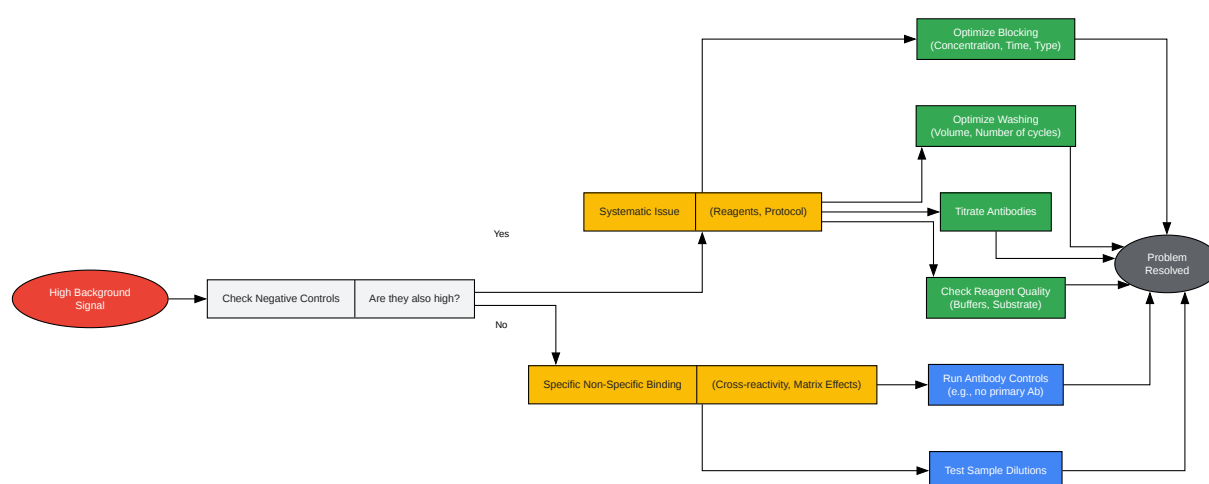 High Background
Signal
Check Negative Controls
Are they also high?
Yes
No
Systematic Issue
(Reagents, Protocol)
Specific Non-Specific Binding
(Cross-reactivity, Matrix Effects)
Optimize Blocking
(Concentration, Time, Type)
Optimize Washing
(Volume, Number of cycles)
Titrate Antibodies
Check Reagent Quality
(Buffers, Substrate)
Run Antibody Controls
(e.g., no primary Ab)
Test Sample Dilutions
Problem
Resolved